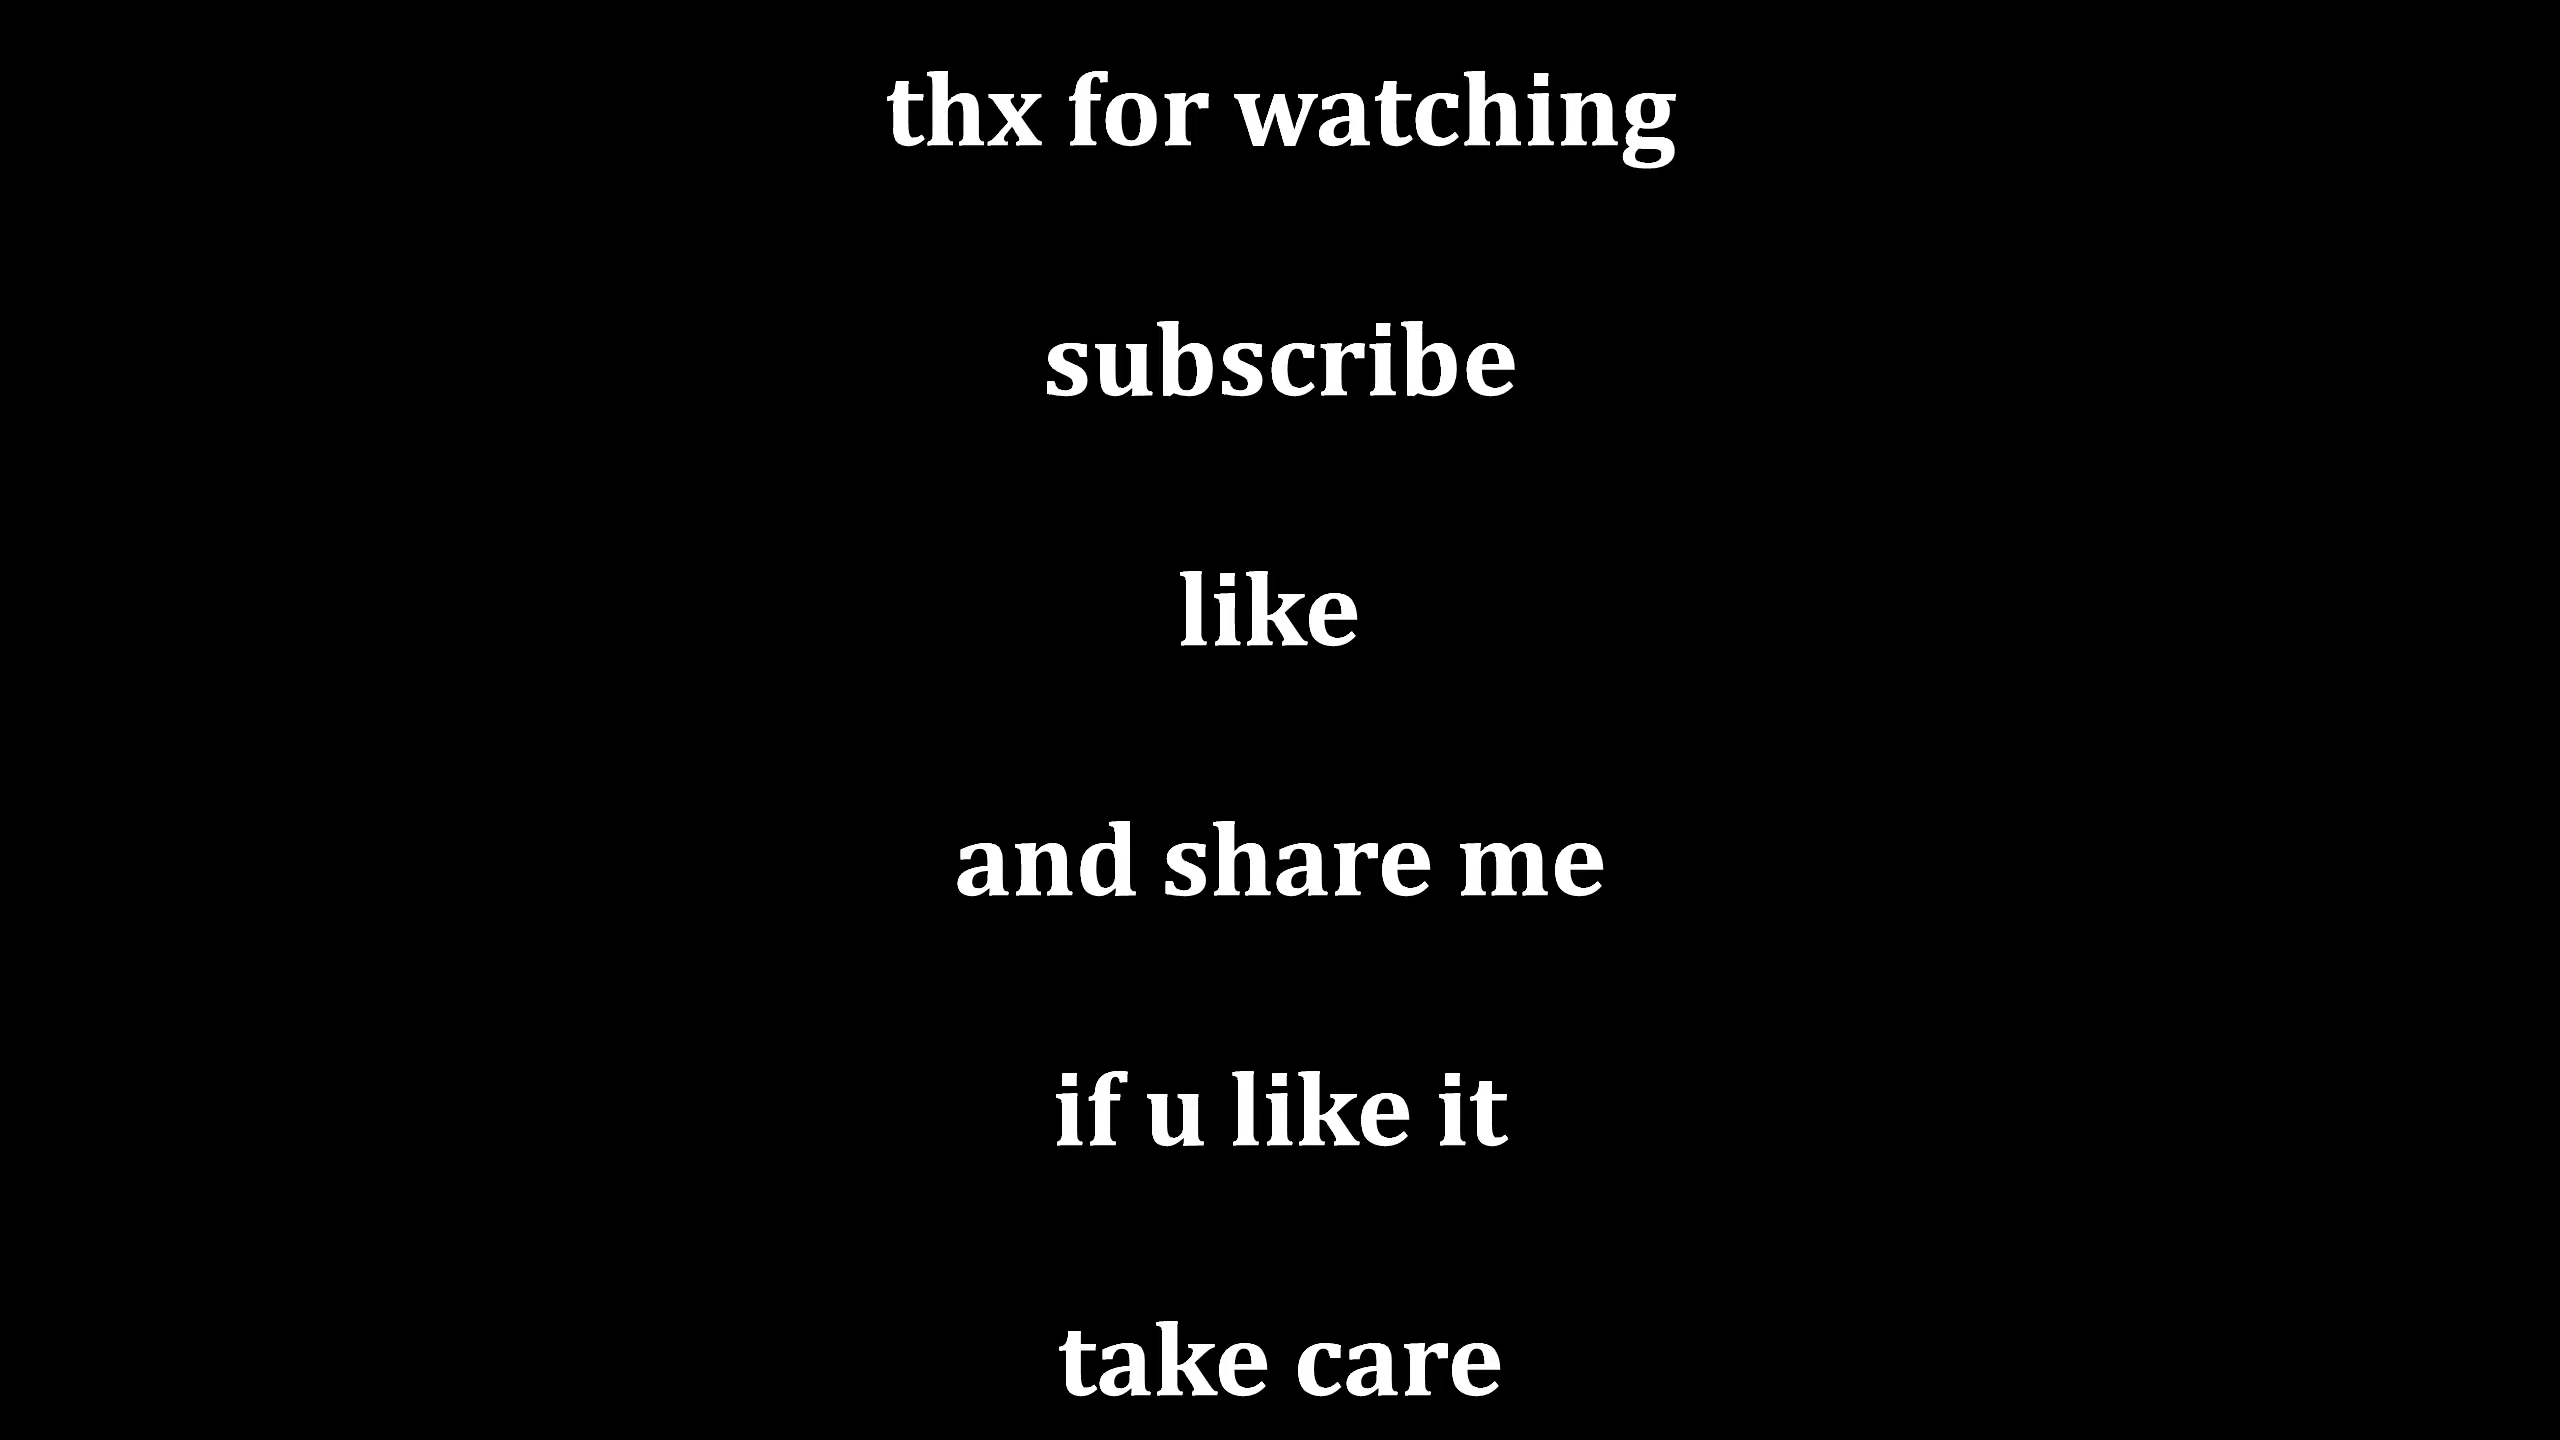 thx for watching
subscribe
like
and share me
if u like it
take care